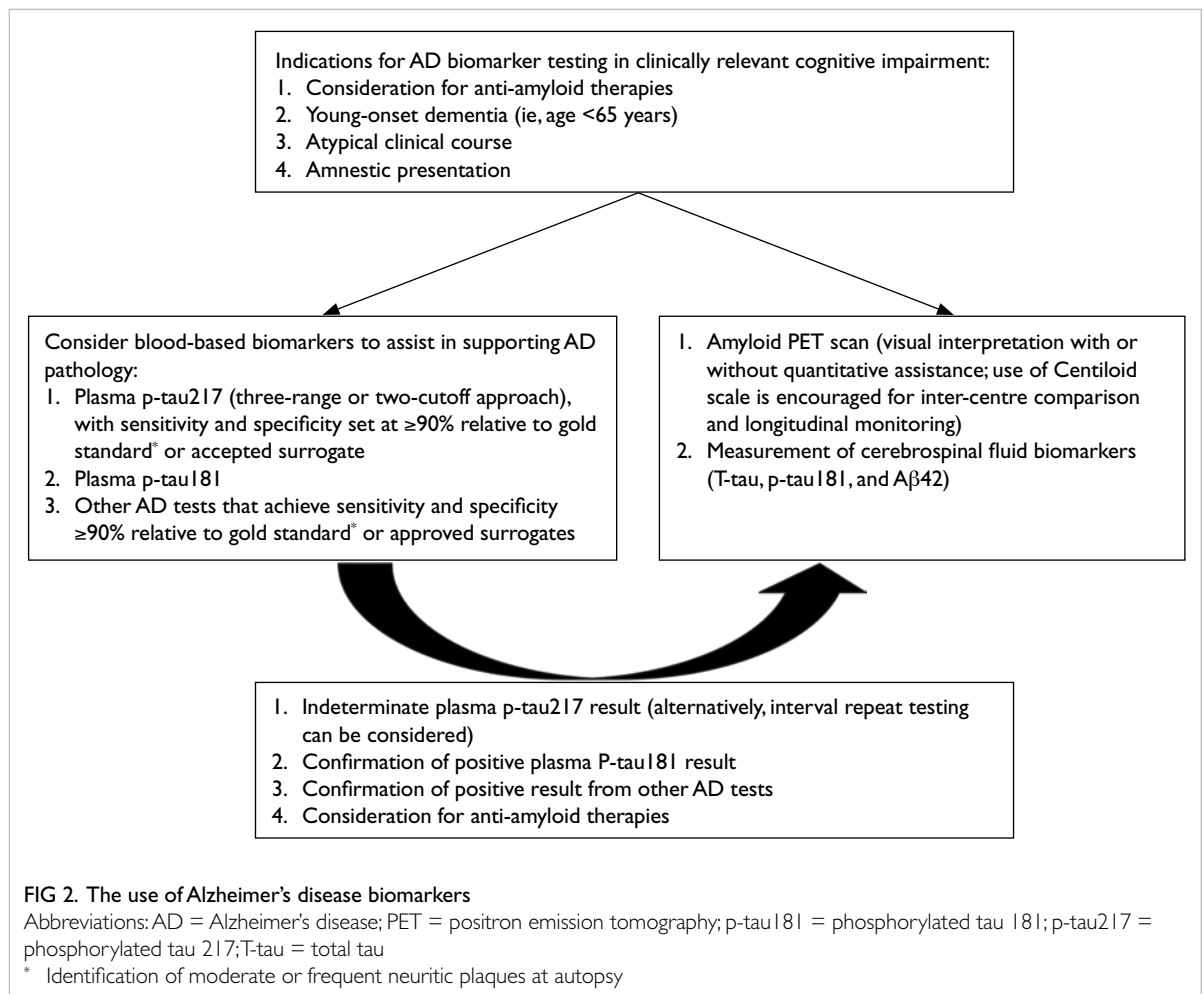 Indications for AD biomarker testing in clinically relevant cognitive impairment:
1. Consideration for anti-amyloid therapies
2. Young-onset dementia (ie, age <65 years)
3. Atypical clinical course
4. Amnestic presentation
Consider blood-based biomarkers to assist in supporting AD
pathology:
1. Plasma p-tau217 (three-range or two-cutoff approach),
with sensitivity and specificity set at ≥90% relative to gold
standard* or accepted surrogate
2. Plasma p-tau181
3. Other AD tests that achieve sensitivity and specificity
≥90% relative to gold standard* or approved surrogates
1. Amyloid PET scan (visual interpretation with or
without quantitative assistance; use of Centiloid
scale is encouraged for inter-centre comparison
and longitudinal monitoring)
2. Measurement of cerebrospinal fluid biomarkers
(T-tau, p-tau181, and Aβ42)
1. Indeterminate plasma p-tau217 result (alternatively, interval repeat testing
can be considered)
2. Confirmation of positive plasma P-tau181 result
3. Confirmation of positive result from other AD tests
4. Consideration for anti-amyloid therapies
FIG 2. The use of Alzheimer's disease biomarkers
Abbreviations: AD = Alzheimer's disease; PET = positron emission tomography; p-tau181 = phosphorylated tau 181; p-tau217 =
phosphorylated tau 217; T-tau = total tau
* Identification of moderate or frequent neuritic plaques at autopsy